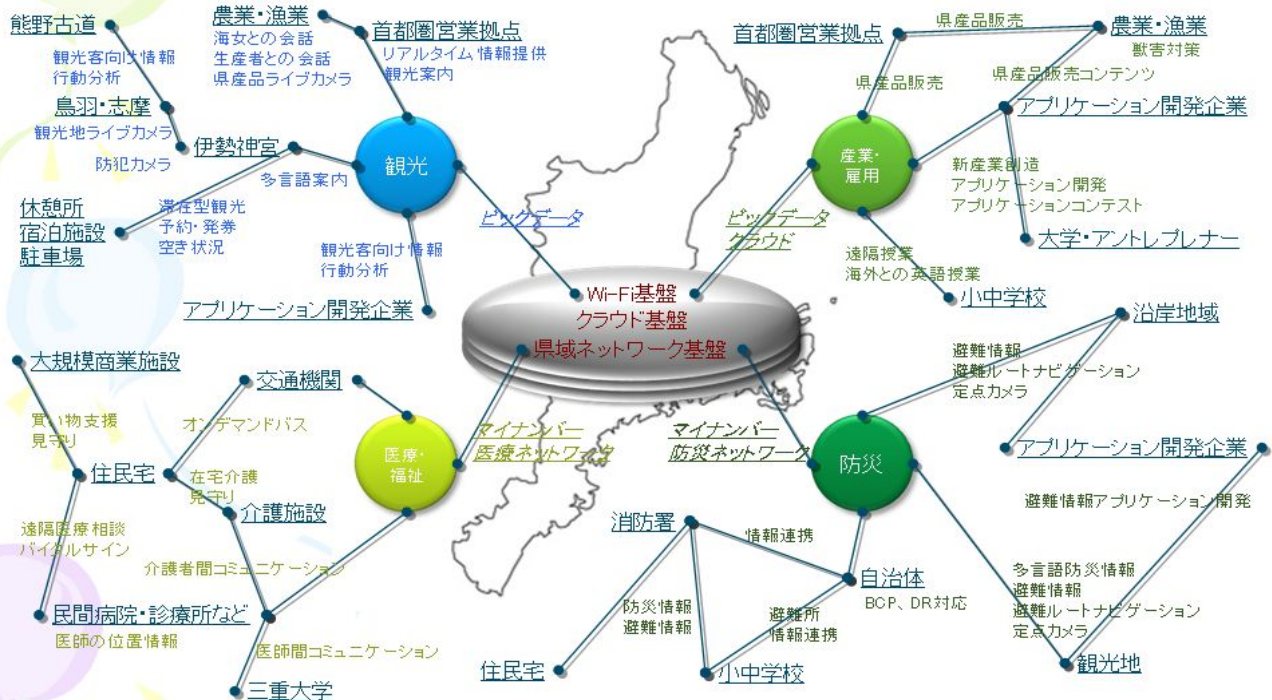 熊野古道
観光客向け情報
行動分析
鳥羽・志摩
観光地ライブカメラ
防犯カメラ
伊勢神宮
多言語案内
休憩所
宿泊施設
駐車場
滞在型観光
予約・発券
空き状況
農業・漁業
海女との会話
生産者との会話
県産品ライブカメラ
首都圏営業拠点
リアルタイム情報提供
観光案内
観光
観光客向け情報
行動分析
アプリケーション開発企業
ビックデータ
首都圏営業拠点
県産品販売
農業・漁業
獣害対策
県産品販売
県産品販売コンテンツ
アプリケーション開発企業
産業・
雇用
新産業創造
アプリケーション開発
アプリケーションコンテスト
大学・アントレプレナー
ビックデータ
クラウド
遠隔授業
海外との英語授業
小中学校
Wi-Fi基盤
クラウド基盤
県域ネットワーク基盤
大規模商業施設
買い物支援
見守り
交通機関
オンデマンドバス
住民宅
在宅介護
見守り
介護施設
医療・
福祉
マイナンバー
医療ネットワーク
遠隔医療相談
バイタルサイン
介護者間コミュニケーション
民間病院・診療所など
医師の位置情報
医師間コミュニケーション
三重大学
マイナンバー
防災ネットワーク
防災
沿岸地域
避難情報
避難ルートナビゲーション
定点カメラ
アプリケーション開発企業
避難情報アプリケーション開発
消防署
情報連携
自治体
BCP、DR対応
防災情報
避難情報
避難所
情報連携
住民宅
小中学校
多言語防災情報
避難情報
避難ルートナビゲーション
定点カメラ
観光地